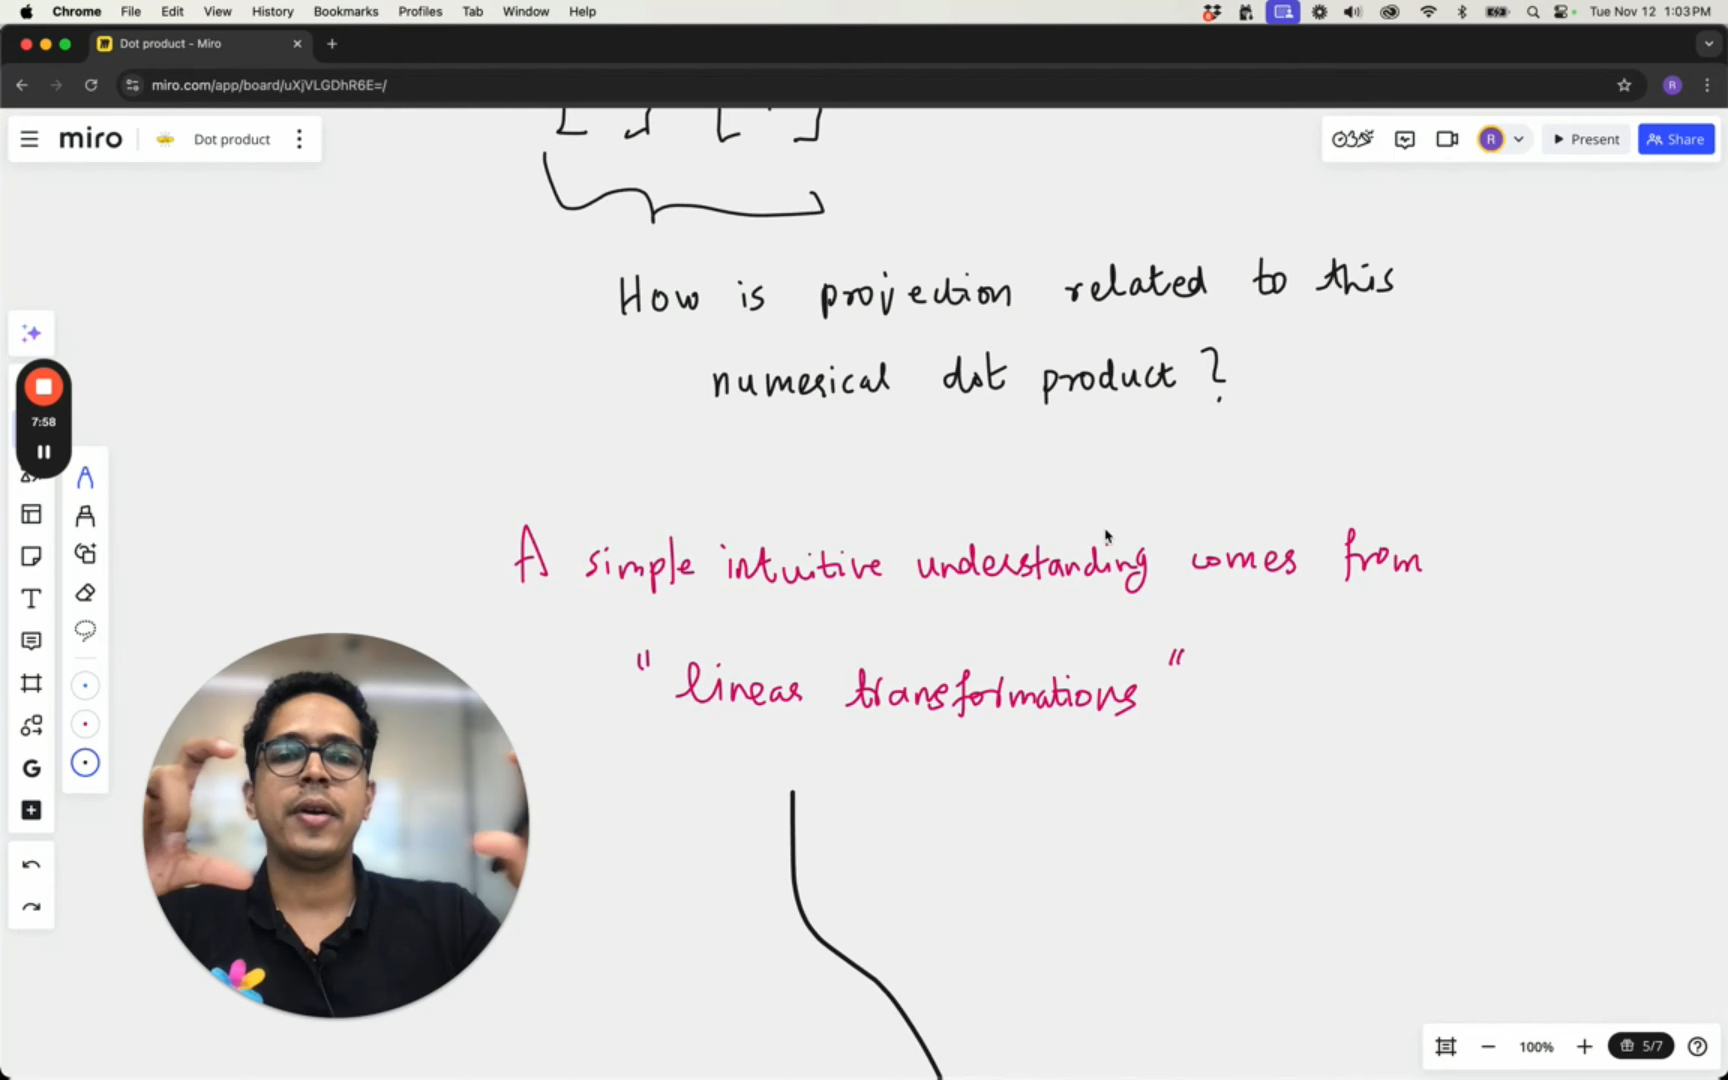 Chrome File Edit View History Bookmarks Profiles Tab Window Help Tue Nov 12 1:03 PM
Dot product - Miro
miro.com/app/board/uXjVLGDhR6E=/ R
miro Dot product R Present Share
How is projection related to this
numerical dot product ?
7:58
A simple intuitive understanding comes from
" linear transformations "
T
G
100% 5/7